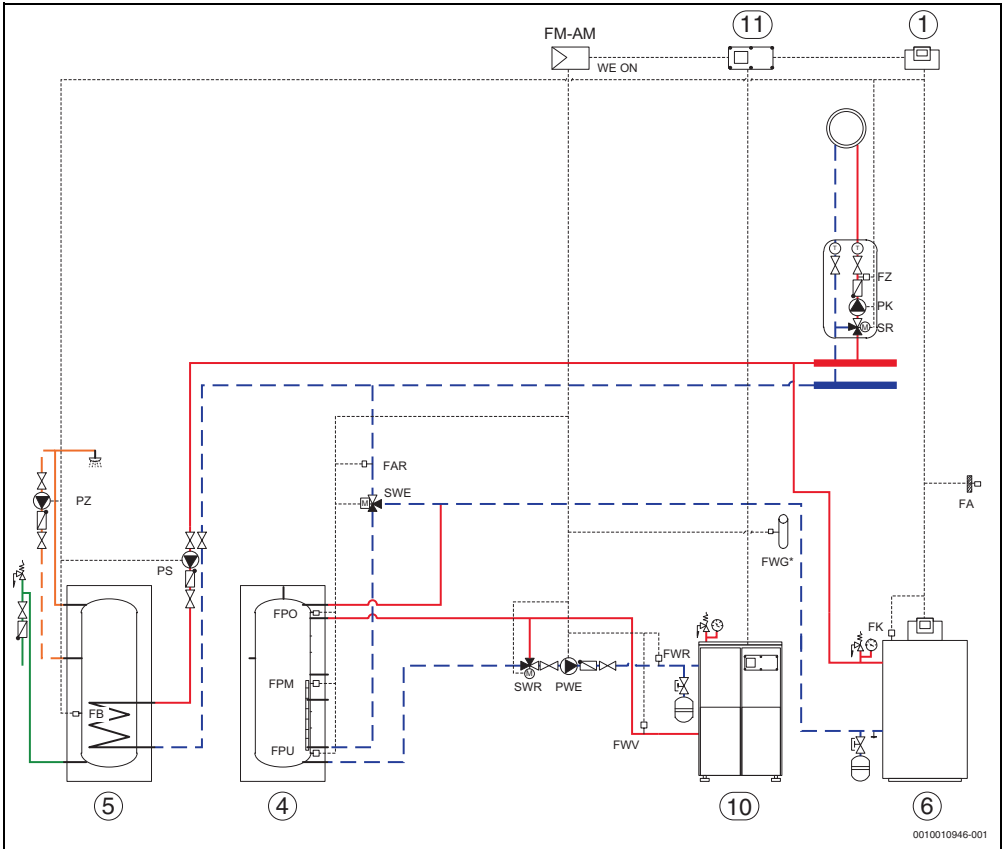 11
1
FM-AM
WE ON
T
T
FZ
PK
M
SR
FAR
SWE
M
PZ
FA
FWG*
PS
FPO
FK
FWR
FPM
SWR
PWE
M
FB
FPU
FWV
5
4
10
6
0010010946-001